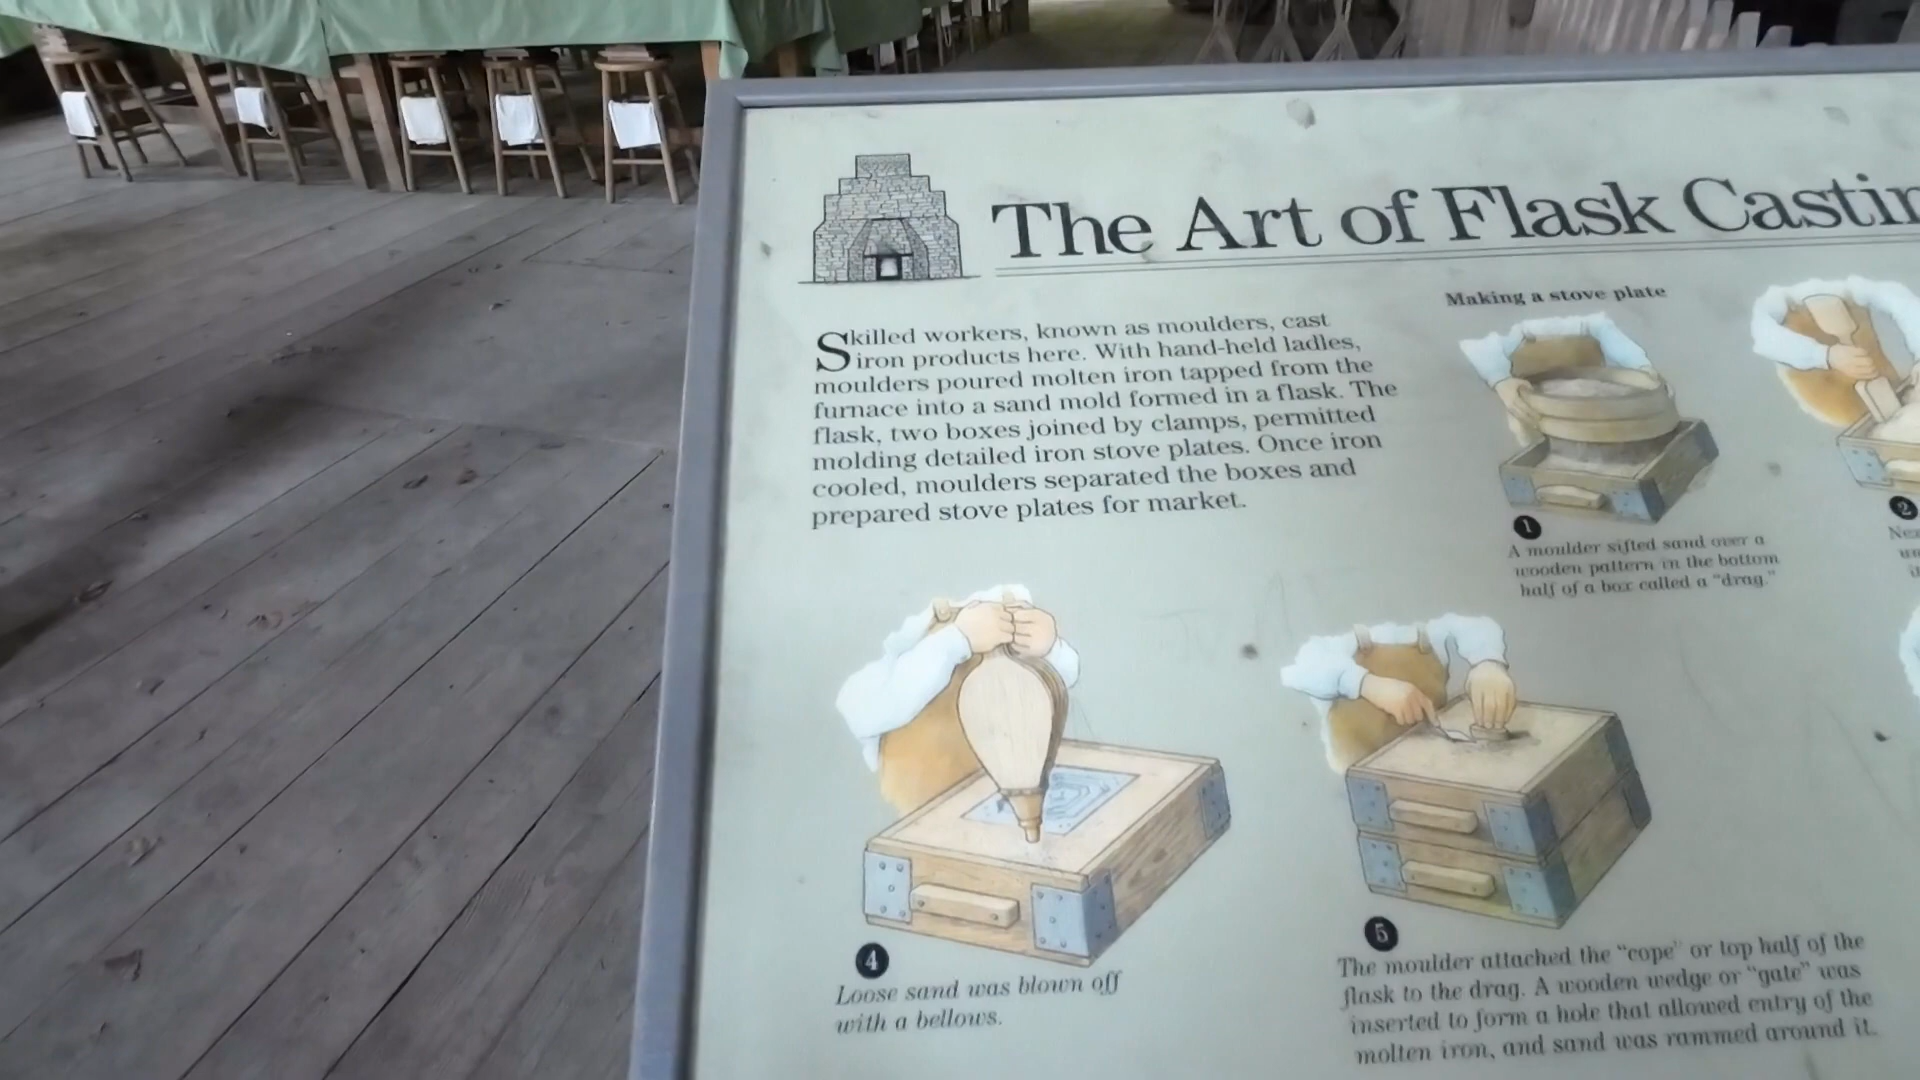 The Art of Flask
Skilled workers, known as moulders, cast
iron products here. With hand-held ladles,
moulders poured molten iron tapped from the
furnace into a sand mold formed in a flask. The
flask, two boxes joined by clamps, permitted
molding detailed iron stove plates. Once iron
cooled, moulders separated the boxes and
prepared stove plates for market.
Making a stove plate
1
A moulder sifted sand over a
wooden pattern in the bottom
half of a box called a "drag."
2
4
Loose sand was blown off
with a bellows.
5
The moulder attached the "cope" or top half of the
flask to the drag. A wooden wedge or "gate" was
inserted to form a hole that allowed entry of the
molten iron, and sand was rammed around it.